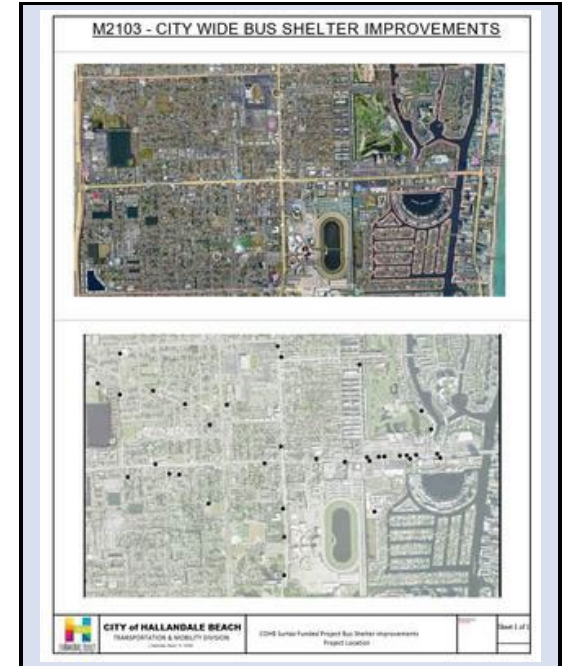 M2103 - CITY WIDE BUS SHELTER IMPROVEMENTS
CITY of HALLANDALE BEACH
TRANSPORTATION & MOBILITY DIVISION
COHB Surtax Funded Project Bus Shelter Improvements
Project Location
Sheet 1 of 1